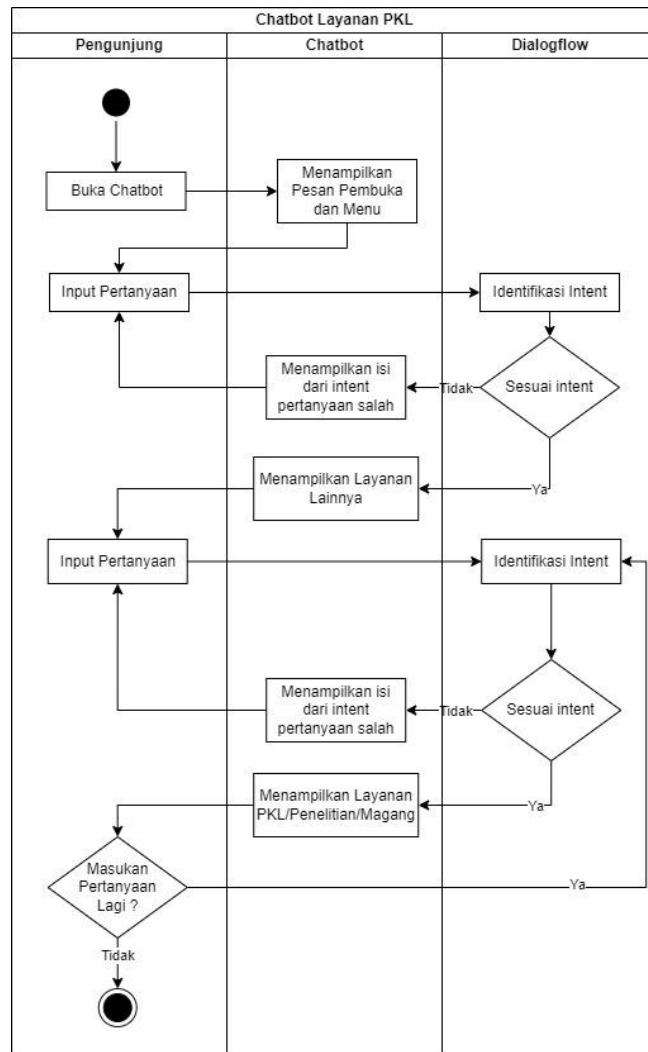 Chatbot Layanan PKL
Pengunjung
Chatbot
Dialogflow
Buka Chatbot
Menampilkan
Pesan Pembuka
dan Menu
Input Pertanyaan
Identifikasi Intent
Menampilkan isi
dari intent
pertanyaan salah
Tidak
Sesuai intent
Menampilkan Layanan
Lainnya
Ya
Input Pertanyaan
Identifikasi Intent
Menampilkan isi
dari intent
pertanyaan salah
Tidak
Sesuai intent
Menampilkan Layanan
PKL/Penelitian/Magang
Ya
Masukan
Pertanyaan
Lagi ?
Ya
Tidak